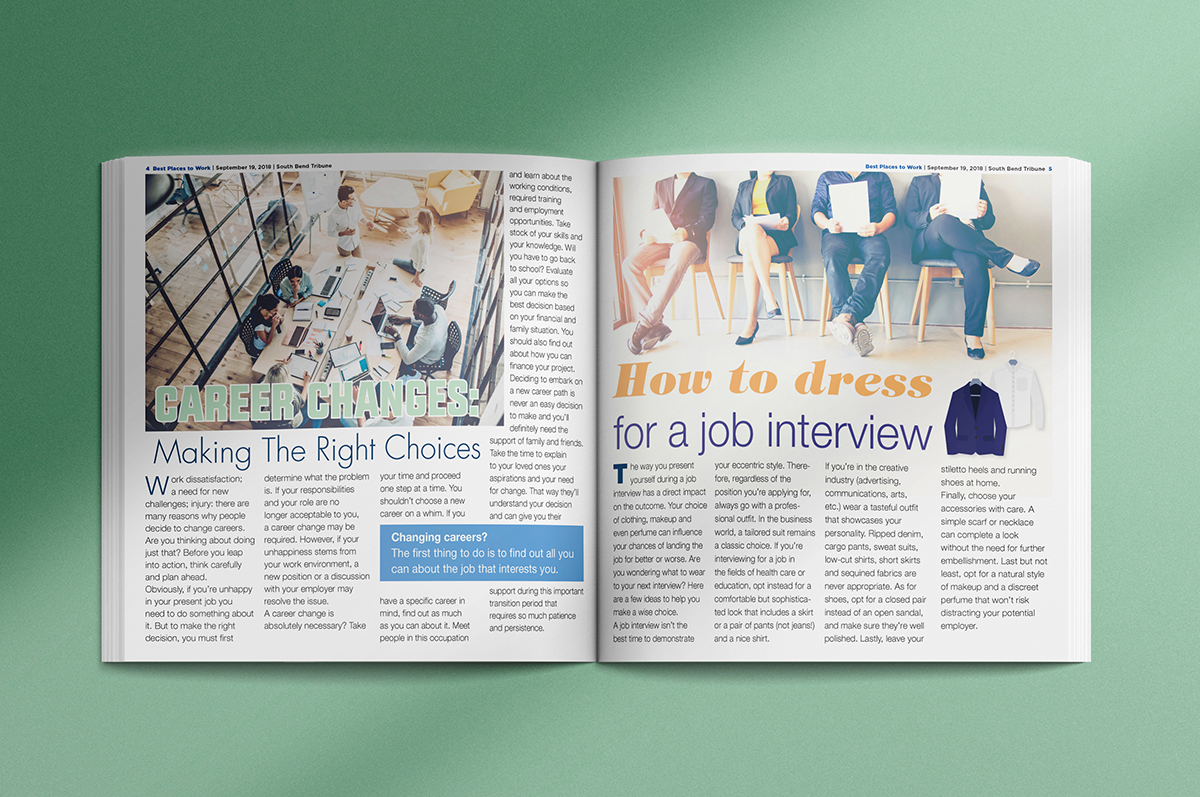 4 Best Places to Work | September 19, 2018 | South Bend Tribune
CAREER CHANGES:
Making The Right Choices
Work dissatisfaction;
a need for new
challenges; injury: there are
many reasons why people
decide to change careers.
Are you thinking about doing
just that? Before you leap
into action, think carefully
and plan ahead.
Obviously, if you're unhappy
in your present job you
need to do something about
it. But to make the right
decision, you must first
determine what the problem
is. If your responsibilities
and your role are no
longer acceptable to you,
a career change may be
required. However, if your
unhappiness stems from
your work environment, a
new position or a discussion
with your employer may
resolve the issue.
A career change is
absolutely necessary? Take
your time and proceed
one step at a time. You
shouldn't choose a new
career on a whim. If you
Changing careers?
The first thing to do is to find out all you
can about the job that interests you.
have a specific career in
mind, find out as much
as you can about it. Meet
people in this occupation
and learn about the
working conditions,
required training
and employment
opportunities. Take
stock of your skills and
your knowledge. Will
you have to go back
to school? Evaluate
all your options so
you can make the
best decision based
on your financial and
family situation. You
should also find out
about how you can
finance your project.
Deciding to embark on
a new career path is
never an easy decision
to make and you'll
definitely need the
support of family and friends.
Take the time to explain
to your loved ones your
aspirations and your need
for change. That way they'll
understand your decision
and can give you their
support during this important
transition period that
requires so much patience
and persistence.
Best Places to Work | September 19, 2018 | South Bend Tribune 5
How to dress
for a job interview
The way you present
yourself during a job
interview has a direct impact
on the outcome. Your choice
of clothing, makeup and
even perfume can influence
your chances of landing the
job for better or worse. Are
you wondering what to wear
to your next interview? Here
are a few ideas to help you
make a wise choice.
A job interview isn't the
best time to demonstrate
your eccentric style. There-
fore, regardless of the
position you're applying for,
always go with a profes-
sional outfit. In the business
world, a tailored suit remains
a classic choice. If you're
interviewing for a job in
the fields of health care or
education, opt instead for a
comfortable but sophistica-
ted look that includes a skirt
or a pair of pants (not jeans!)
and a nice shirt.
If you're in the creative
industry (advertising,
communications, arts,
etc.) wear a tasteful outfit
that showcases your
personality. Ripped denim,
cargo pants, sweat suits,
low-cut shirts, short skirts
and sequined fabrics are
never appropriate. As for
shoes, opt for a closed pair
instead of an open sandal,
and make sure they're well
polished. Lastly, leave your
stiletto heels and running
shoes at home.
Finally, choose your
accessories with care. A
simple scarf or necklace
can complete a look
without the need for further
embellishment. Last but not
least, opt for a natural style
of makeup and a discreet
perfume that won't risk
distracting your potential
employer.